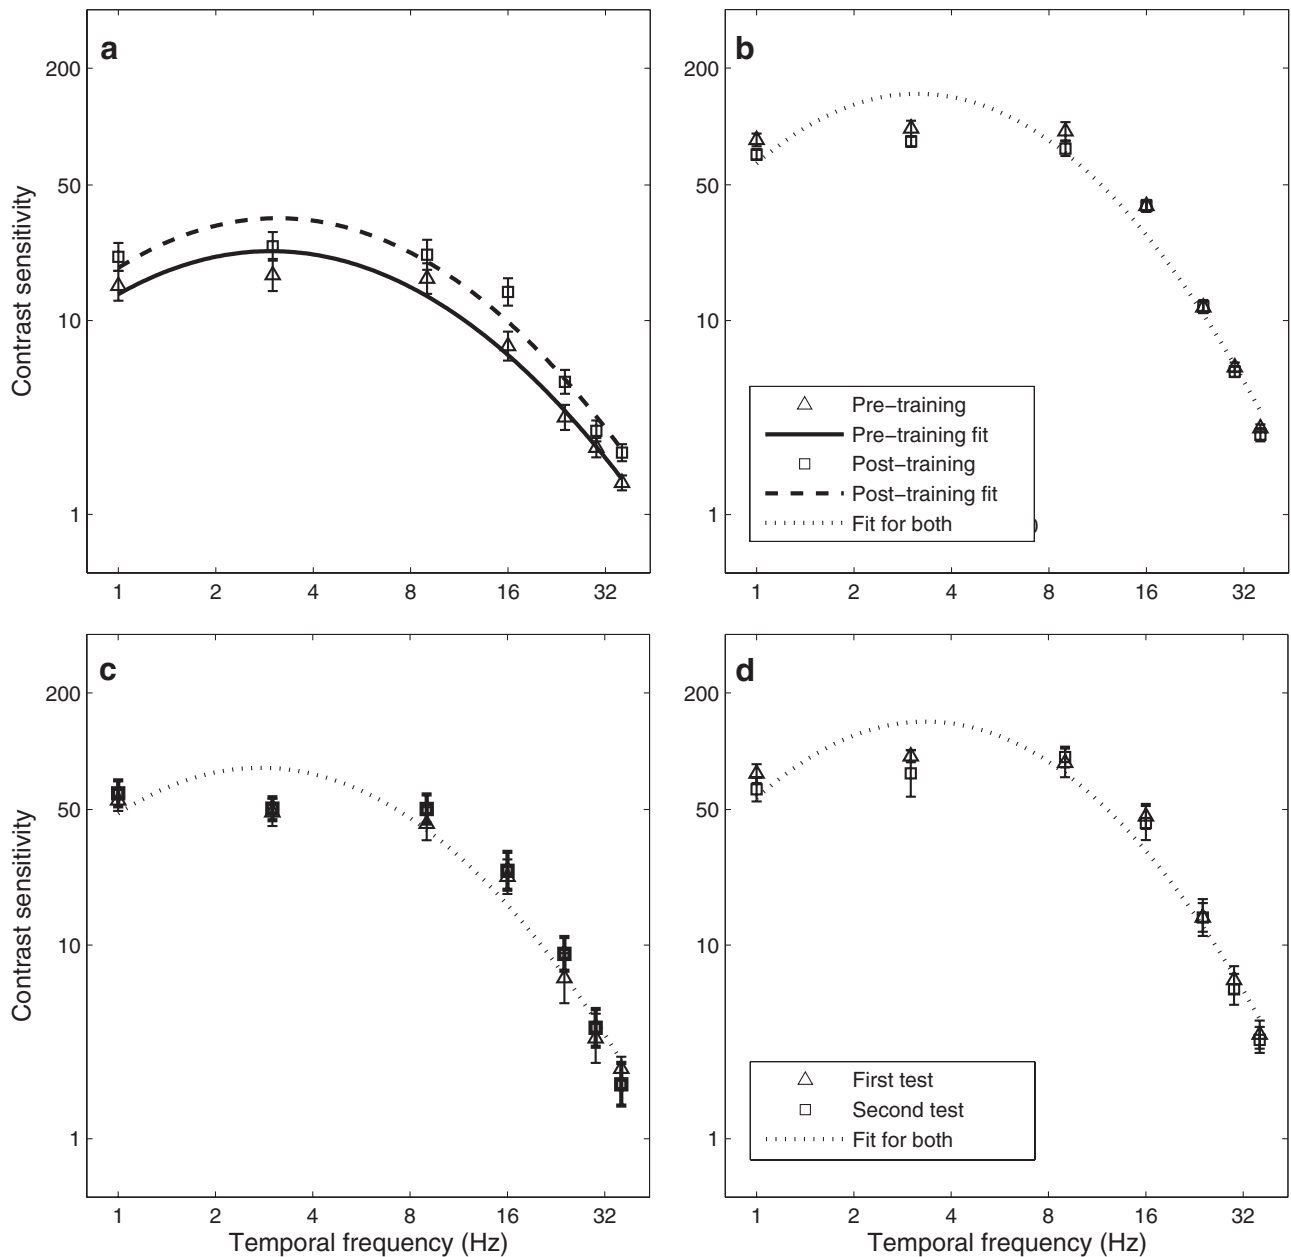 a
200
50
10
1
Contrast sensitivity
1 2 4 8 16 32
b
200
50
10
1
Pre−training
Pre−training fit
Post−training
Post−training fit
Fit for both
1 2 4 8 16 32
c
200
50
10
1
Contrast sensitivity
1 2 4 8 16 32
Temporal frequency (Hz)
d
200
50
10
1
First test
Second test
Fit for both
1 2 4 8 16 32
Temporal frequency (Hz)